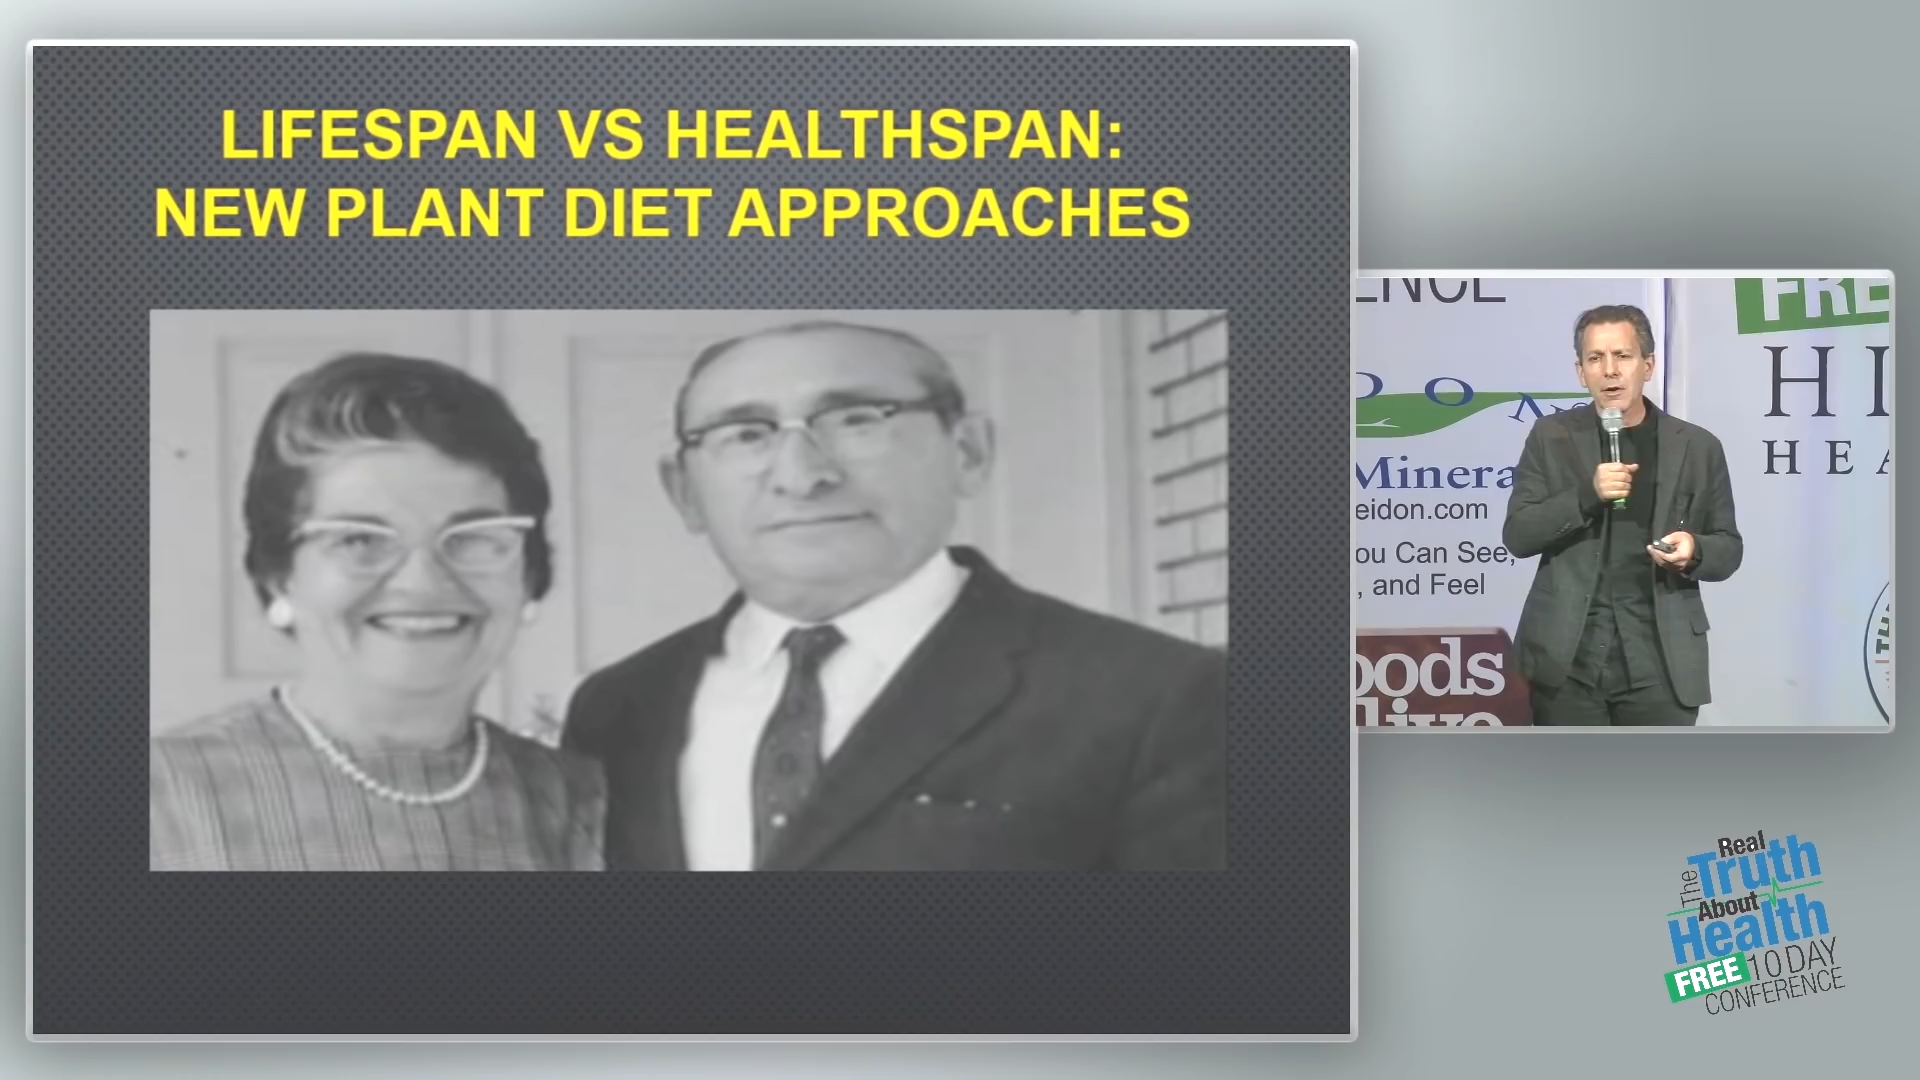 LIFESPAN VS HEALTHSPAN:
NEW PLANT DIET APPROACHES
FREE
HEA
Minera
eidon.com
ou Can See,
, and Feel
oods
The Real
Truth
About
Health
FREE 10 DAY
CONFERENCE